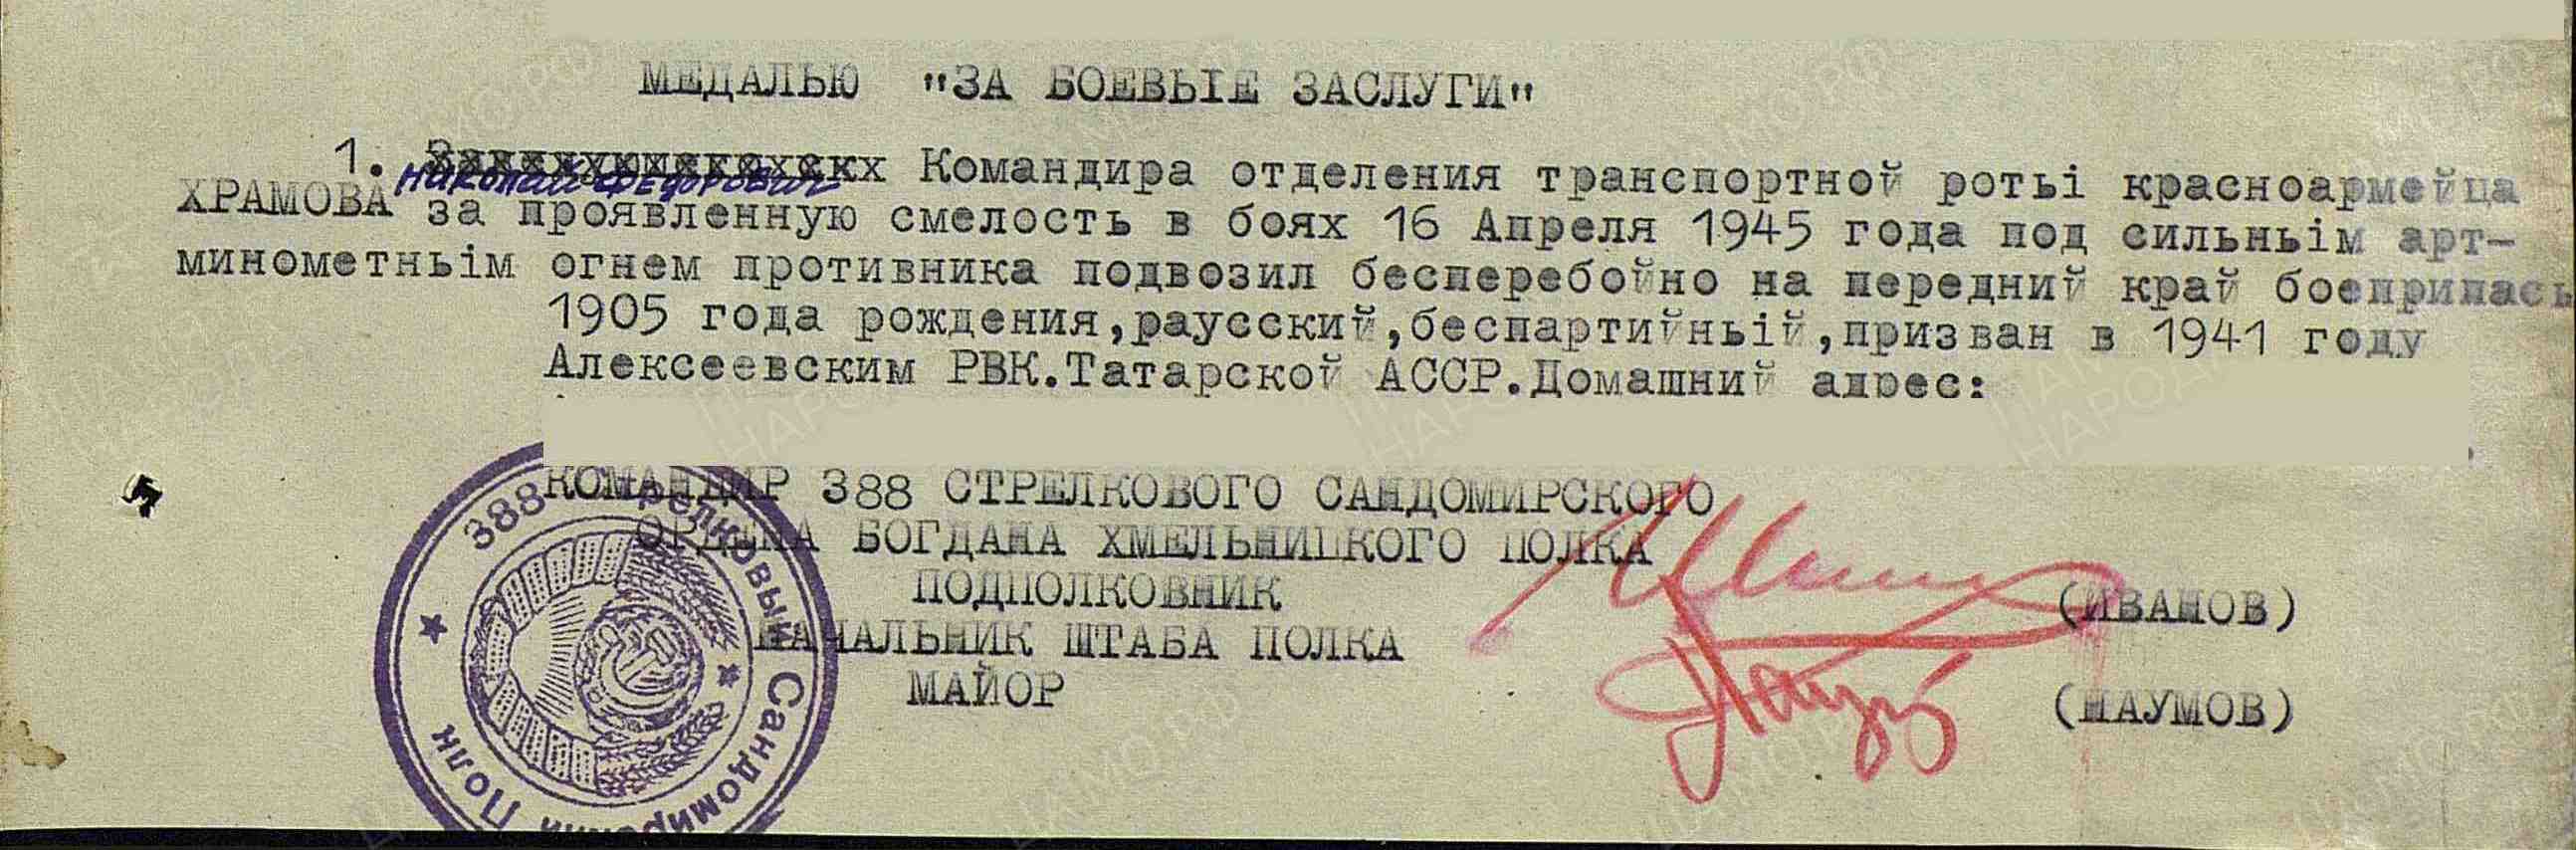 МЕДАЛЬЮ "ЗА БОЕВЫЕ ЗАСЛУГИ"
1. Командира отделения транспортной роты красноармейца
ХРАМОВА Николай Федорович за проявленную смелость в боях 16 Апреля 1945 года под сильным арт-
минометным огнем противника подвозил бесперебойно на передний край боеприпасы
1905 года рождения,раусский,беспартийный,призван в 1941 году
Алексеевским РВК.Татарской АССР.Домашний адрес:
КОМАНДИР 388 СТРЕЛКОВОГО САНДОМИРСКОГО
ОРДЕНА БОГДАНА ХМЕЛЬНИЦКОГО ПОЛКА
ПОДПОЛКОВНИК (ИВАНОВ)
НАЧАЛЬНИК ШТАБА ПОЛКА
МАЙОР (НАУМОВ)
388 Стрелковый Сандомирский Полк